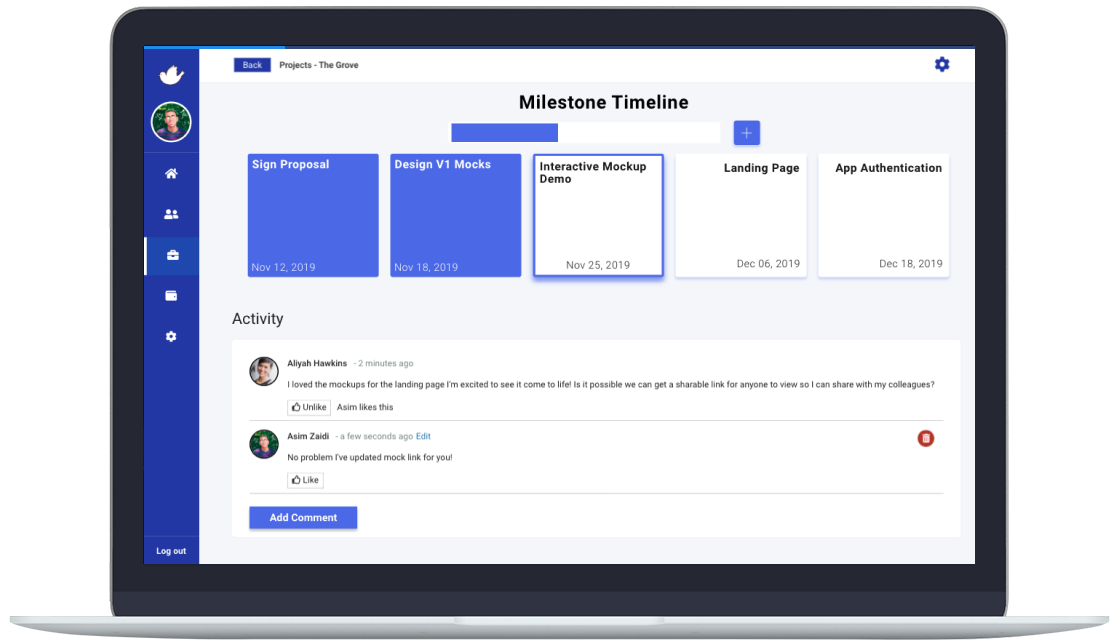 Back Projects - The Grove
Milestone Timeline
Sign Proposal
Nov 12, 2019
Design V1 Mocks
Nov 18, 2019
Interactive Mockup
Demo
Nov 25, 2019
Landing Page
Dec 06, 2019
App Authentication
Dec 18, 2019
Activity
Aliyah Hawkins - 2 minutes ago
I loved the mockups for the landing page I'm excited to see it come to life! Is it possible we can get a sharable link for anyone to view so I can share with my colleagues?
Unlike Asim likes this
Asim Zaidi - a few seconds ago Edit
No problem I've updated mock link for you!
Like
Add Comment
Log out